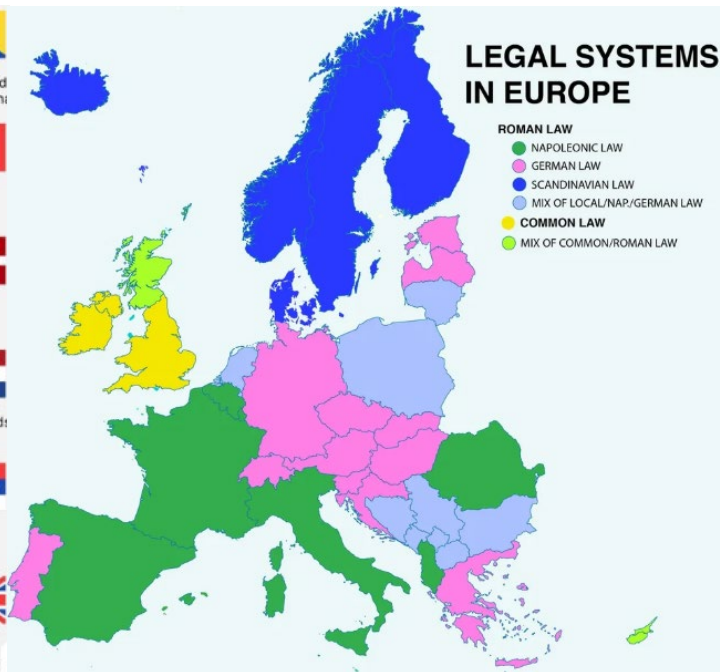 LEGAL SYSTEMS
IN EUROPE
ROMAN LAW
NAPOLEONIC LAW
GERMAN LAW
SCANDINAVIAN LAW
MIX OF LOCAL/NAP./GERMAN LAW
COMMON LAW
MIX OF COMMON/ROMAN LAW